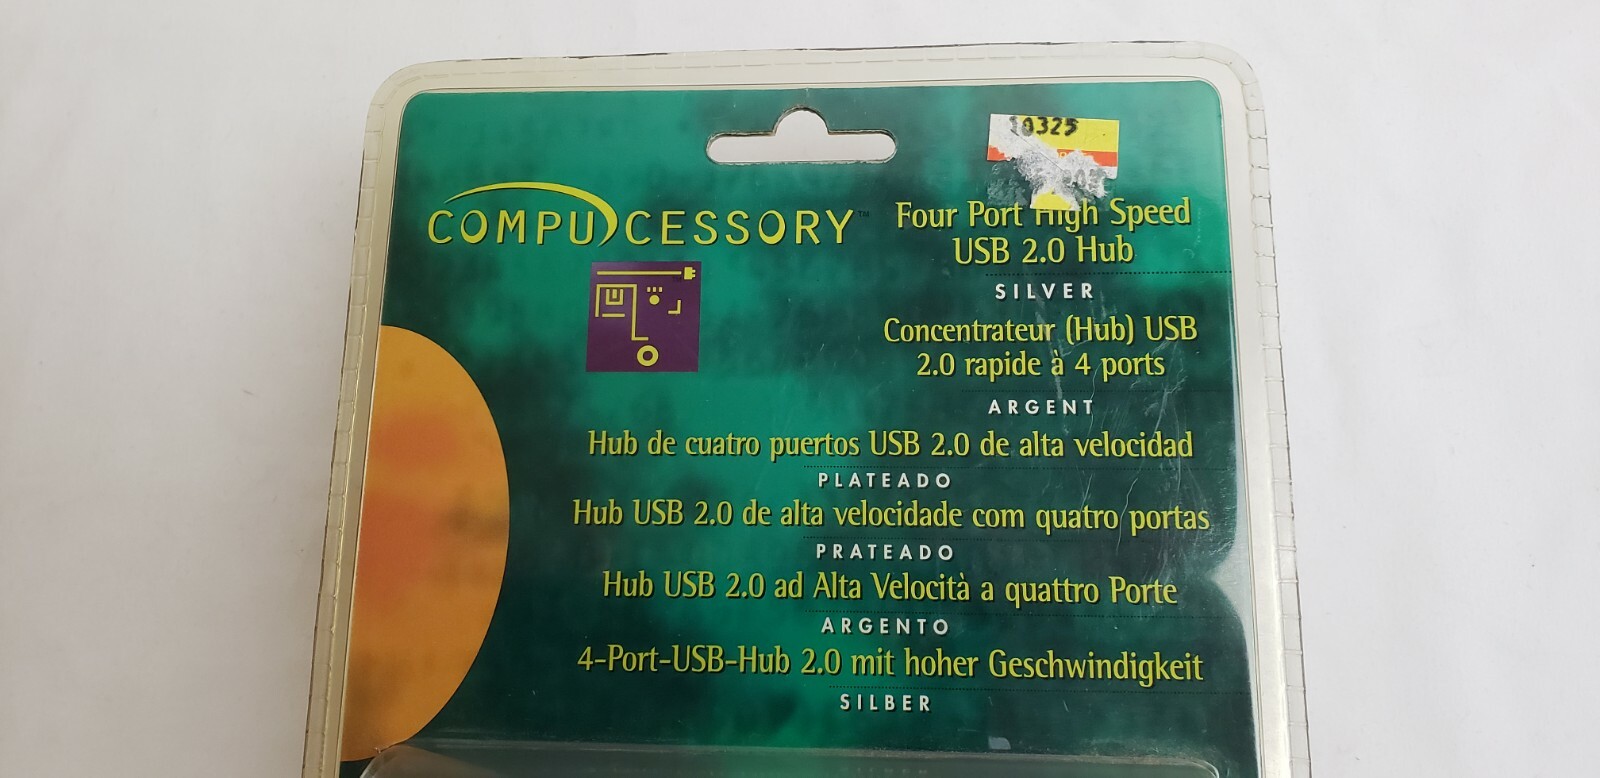 10325
COMPUCESSORY™
Four Port High Speed
USB 2.0 Hub
SILVER
Concentrateur (Hub) USB
2.0 rapide à 4 ports
ARGENT
Hub de cuatro puertos USB 2.0 de alta velocidad
PLATEADO
Hub USB 2.0 de alta velocidade com quatro portas
PRATEADO
Hub USB 2.0 ad Alta Velocità a quattro Porte
ARGENTO
4-Port-USB-Hub 2.0 mit hoher Geschwindigkeit
SILBER